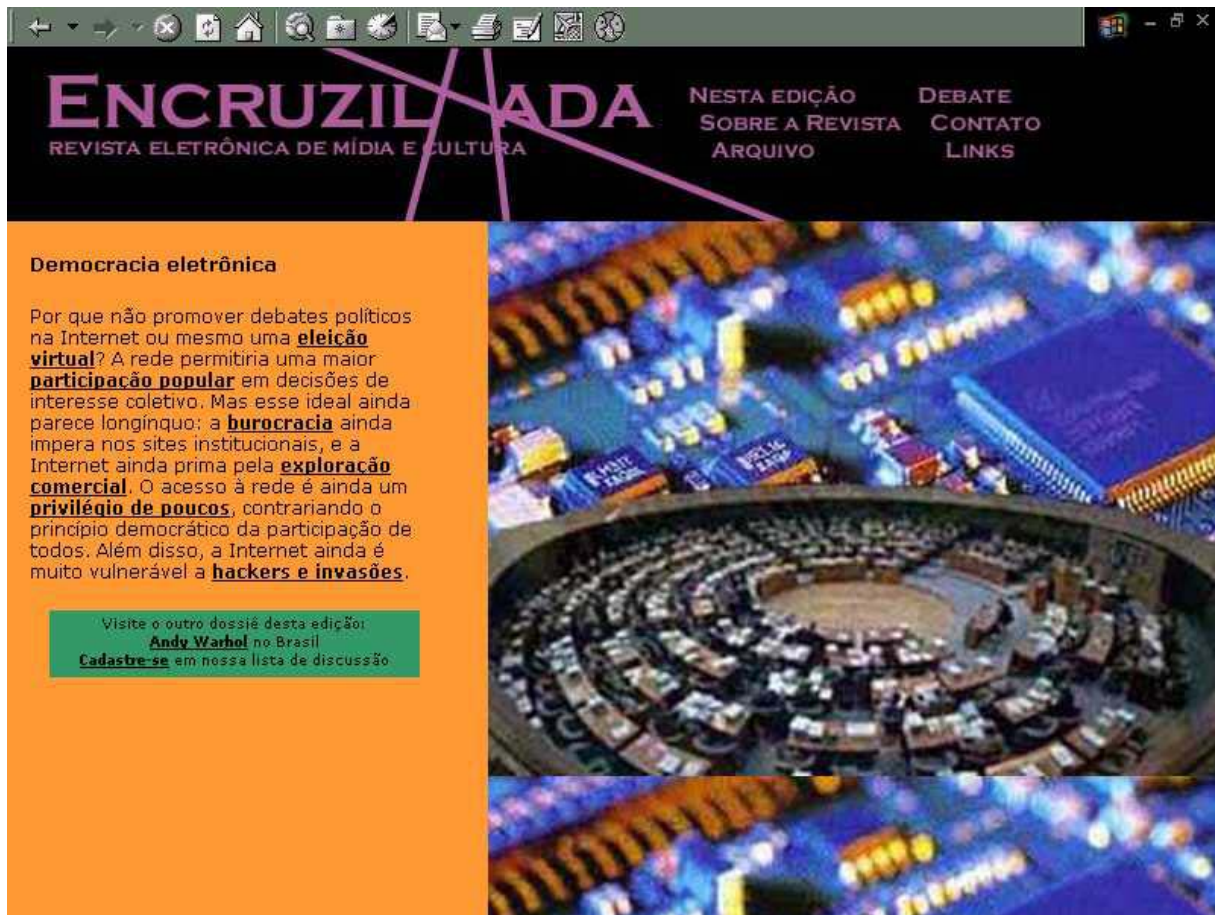 ENCRUZILHADA
REVISTA ELETRÔNICA DE MÍDIA E CULTURA
NESTA EDIÇÃO
SOBRE A REVISTA
ARQUIVO
DEBATE
CONTATO
LINKS
Democracia eletrônica
Por que não promover debates políticos
na Internet ou mesmo uma eleição
virtual? A rede permitiria uma maior
participação popular em decisões de
interesse coletivo. Mas esse ideal ainda
parece longínquo: a burocracia ainda
impera nos sites institucionais, e a
Internet ainda prima pela exploração
comercial. O acesso à rede é ainda um
privilégio de poucos, contrariando o
princípio democrático da participação de
todos. Além disso, a Internet ainda é
muito vulnerável a hackers e invasões.
Visite o outro dossié desta edição:
Andy Warhol no Brasil
Cadastre-se em nossa lista de discussão